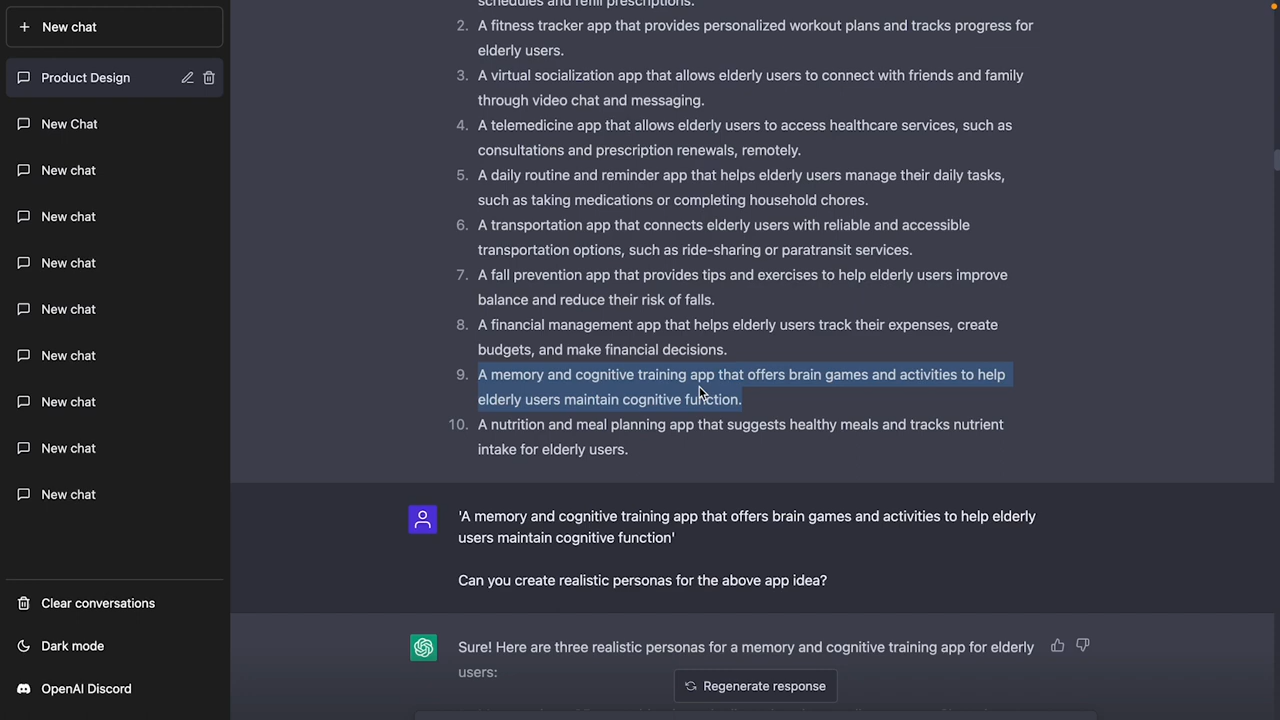 New chat
Product Design
New Chat
New chat
New chat
New chat
New chat
New chat
New chat
New chat
New chat
Clear conversations
Dark mode
OpenAI Discord
schedules and refill prescriptions.
2. A fitness tracker app that provides personalized workout plans and tracks progress for
elderly users.
3. A virtual socialization app that allows elderly users to connect with friends and family
through video chat and messaging.
4. A telemedicine app that allows elderly users to access healthcare services, such as
consultations and prescription renewals, remotely.
5. A daily routine and reminder app that helps elderly users manage their daily tasks,
such as taking medications or completing household chores.
6. A transportation app that connects elderly users with reliable and accessible
transportation options, such as ride-sharing or paratransit services.
7. A fall prevention app that provides tips and exercises to help elderly users improve
balance and reduce their risk of falls.
8. A financial management app that helps elderly users track their expenses, create
budgets, and make financial decisions.
9. A memory and cognitive training app that offers brain games and activities to help
elderly users maintain cognitive function.
10. A nutrition and meal planning app that suggests healthy meals and tracks nutrient
intake for elderly users.
'A memory and cognitive training app that offers brain games and activities to help elderly
users maintain cognitive function'
Can you create realistic personas for the above app idea?
Sure! Here are three realistic personas for a memory and cognitive training app for elderly
users:
Regenerate response